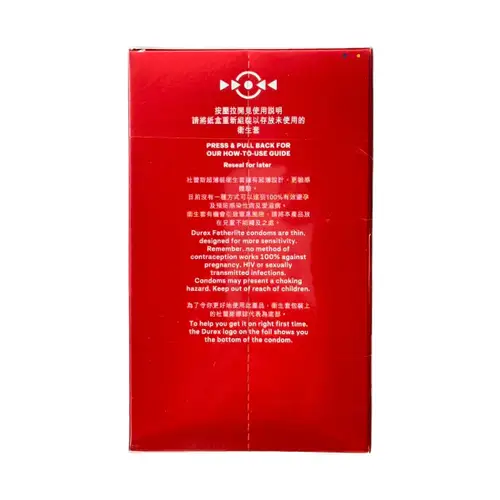 按壓拉開見使用說明
請將紙盒重新組裝以存放未使用的
衛生套
PRESS & PULL BACK FOR
OUR HOW-TO-USE GUIDE
Reseal for later
杜蕾斯超薄裝衛生套擁有超薄設計，更敏感
體驗。
目前沒有一種方式可以達到100%有效避孕
及預防感染性病及愛滋病。
衛生套有機會引致窒息風險，請將本產品放
在兒童不能觸及之處。
Durex Fetherlite condoms are thin,
designed for more sensitivity.
Remember, no method of
contraception works 100% against
pregnancy, HIV or sexually
transmitted infections.
Condoms may present a choking
hazard. Keep out of reach of children.
為了令你更好地使用此產品，衛生套包裝上
的杜蕾斯標誌代表為底部。
To help you get it on right first time,
the Durex logo on the foil shows you
the bottom of the condom.